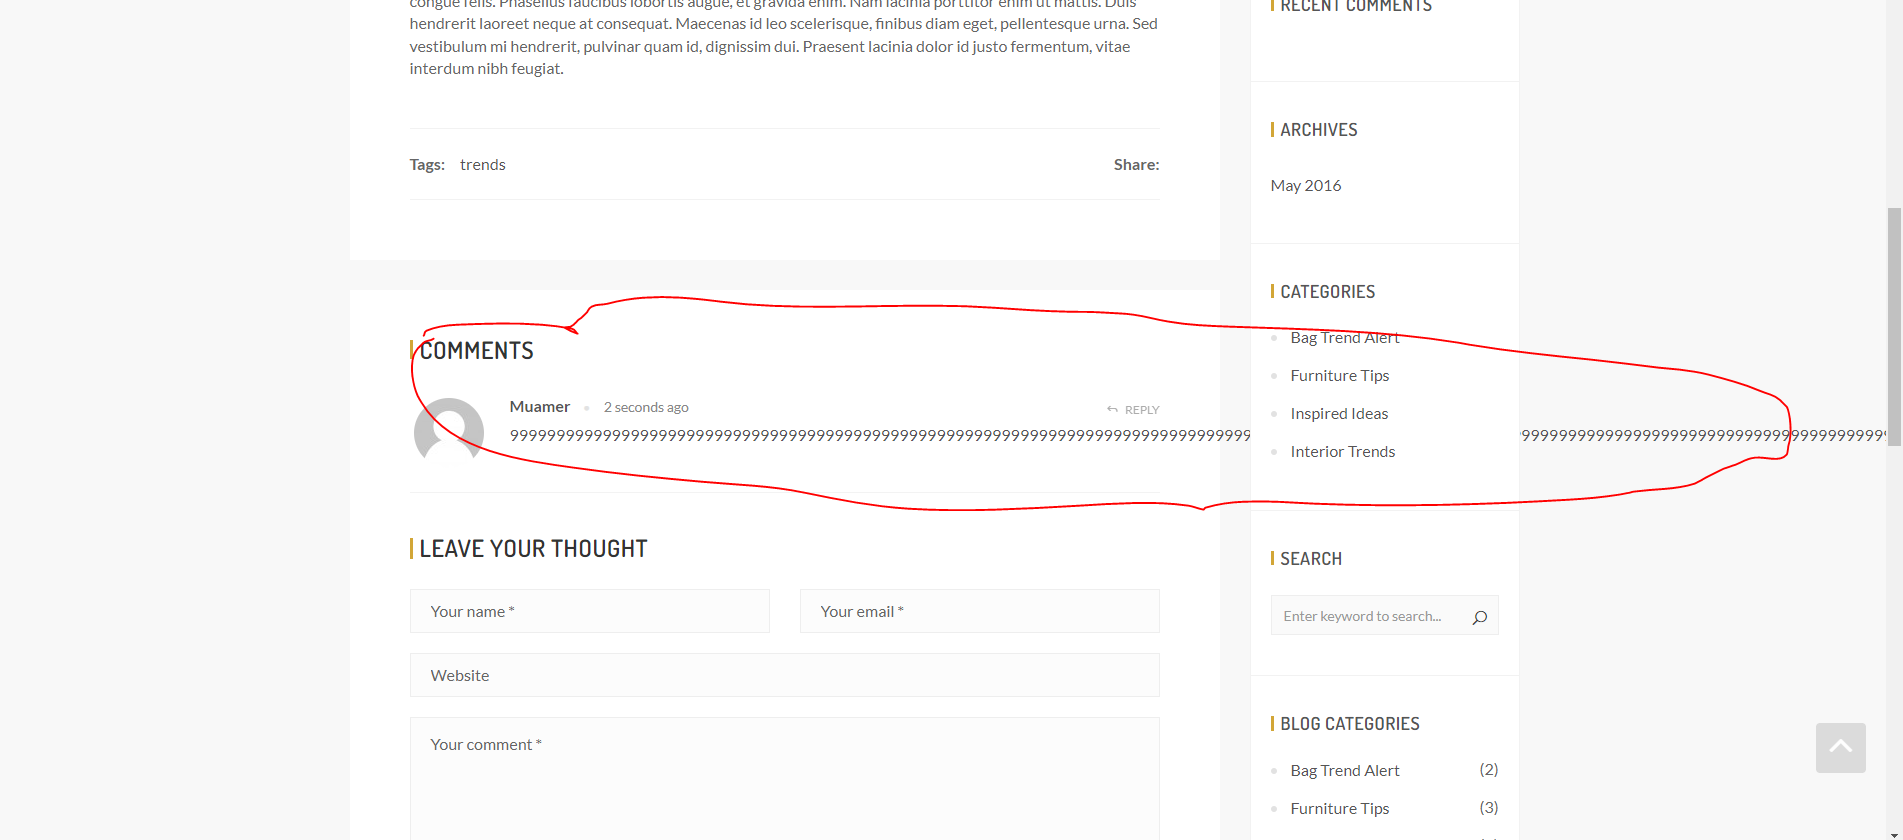 congue felis. Phasellus faucibus lobortis augue, et gravida enim. Nam lacinia porttitor enim ut mattis. Duis
hendrerit laoreet neque at consequat. Maecenas id leo scelerisque, finibus diam eget, pellentesque urna. Sed
vestibulum mi hendrerit, pulvinar quam id, dignissim dui. Praesent lacinia dolor id justo fermentum, vitae
interdum nibh feugiat.
Tags: trends
Share:
COMMENTS
Muamer 2 seconds ago
REPLY
LEAVE YOUR THOUGHT
Your name *
Your email *
Website
Your comment *
RECENT COMMENTS
ARCHIVES
May 2016
CATEGORIES
Bag Trend Alert
Furniture Tips
Inspired Ideas
Interior Trends
SEARCH
Enter keyword to search...
BLOG CATEGORIES
Bag Trend Alert (2)
Furniture Tips (3)